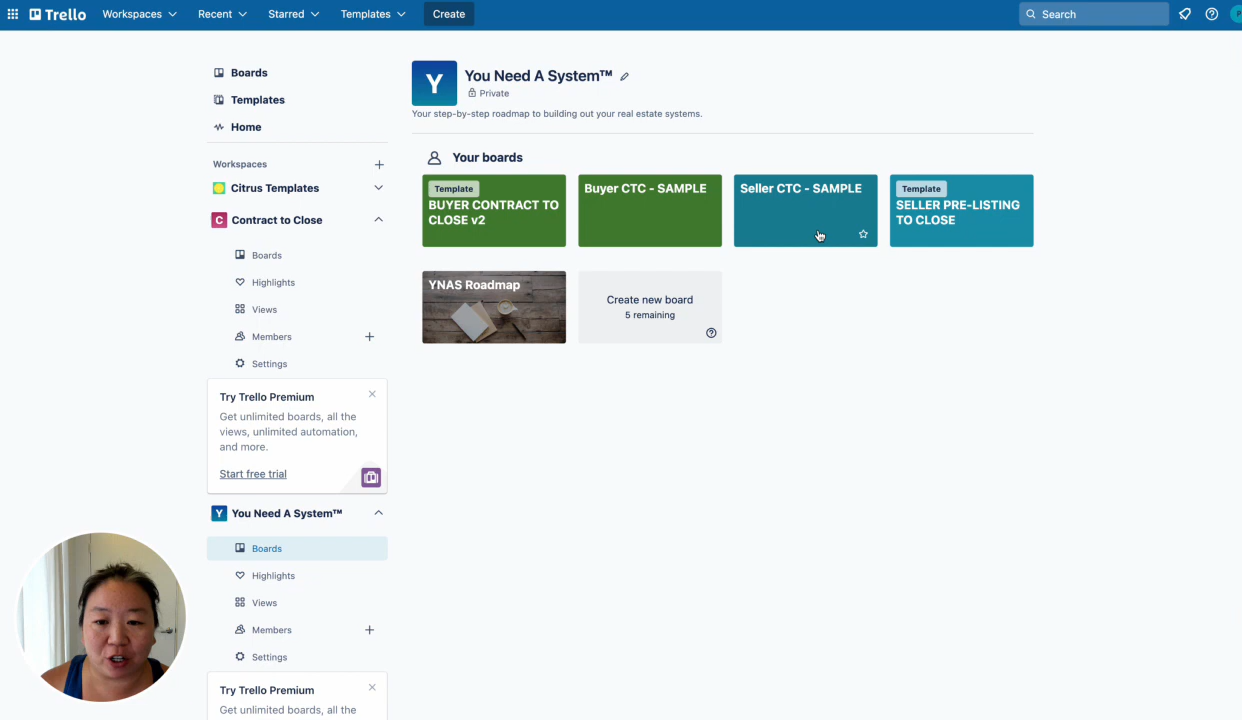 Trello
Workspaces
Recent
Starred
Templates
Create
Search
Boards
Templates
Home
Workspaces
Citrus Templates
C
Contract to Close
Boards
Highlights
Views
Members
Settings
Try Trello Premium
Get unlimited boards, all the
views, unlimited automation,
and more.
Start free trial
Y
You Need A System™
Boards
Highlights
Views
Members
Settings
Try Trello Premium
Get unlimited boards, all the
Y
You Need A System™
Private
Your step-by-step roadmap to building out your real estate systems.
Your boards
Template
BUYER CONTRACT TO
CLOSE v2
Buyer CTC - SAMPLE
Seller CTC - SAMPLE
Template
SELLER PRE-LISTING
TO CLOSE
YNAS Roadmap
Create new board
5 remaining